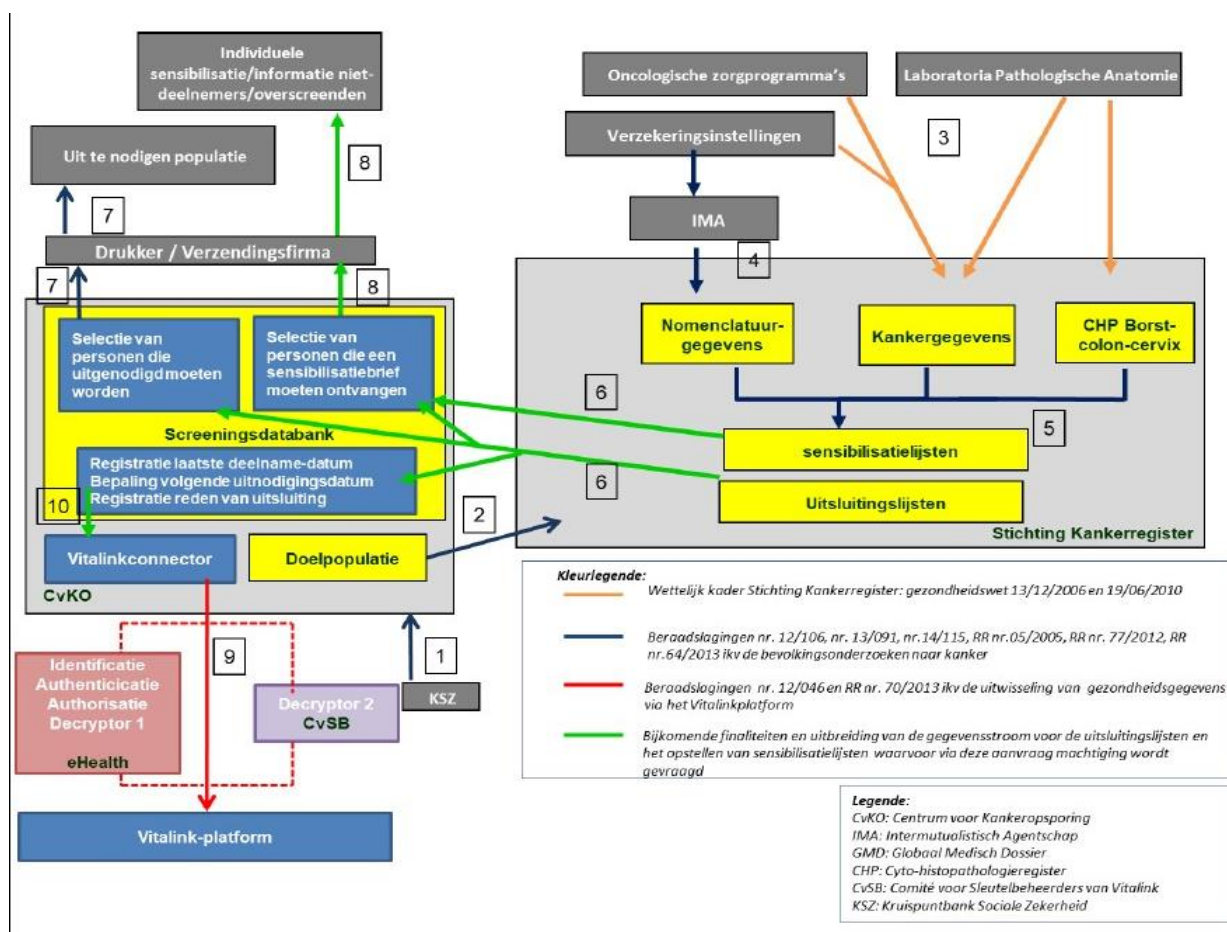 Individuele
sensibilisatie/informatie niet-
deelnemers/overscreenden
Oncologische zorgprogramma's
Laboratoria Pathologische Anatomie
Verzekeringsinstellingen
3
Uit te nodigen populatie
8
7
IMA
Drukker / Verzendingsfirma
4
7
8
Selectie van
personen die
uitgenodigd moeten
worden
Selectie van
personen die een
sensibilisatiebrief
moeten ontvangen
Nomenclatuur-
gegevens
Kankergegevens
CHP Borst-
colon-cervix
6
5
Screeningsdatabank
sensibilisatielijsten
Registratie laatste deelname-datum
Bepaling volgende uitnodigingsdatum
Registratie reden van uitsluiting
6
Uitsluitingslijsten
10
2
Stichting Kankerregister
Vitalinkconnector
Doelpopulatie
CvKO
Kleurlegende:
Wettelijk kader Stichting Kankerregister: gezondheidswet 13/12/2006 en 19/06/2010
Beraadslagingen nr. 12/106, nr. 13/091, nr.14/115, RR nr.05/2005, RR nr. 77/2012, RR
nr.64/2013 ikv de bevolkingsonderzoeken naar kanker
Beraadslagingen nr. 12/046 en RR nr. 70/2013 ikv de uitwisseling van gezondheidsgegevens
via het Vitalinkplatform
Bijkomende finaliteiten en uitbreiding van de gegevensstroom voor de uitsluitingslijsten en
het opstellen van sensibilisatielijsten waarvoor via deze aanvraag machtiging wordt
gevraagd
9
1
Identificatie
Authenticicatie
Authorisatie
Decryptor 1
eHealth
Decryptor 2
CvSB
KSZ
Vitalink-platform
Legende:
CvKO: Centrum voor Kankeropsporing
IMA: Intermutualistisch Agentschap
GMD: Globaal Medisch Dossier
CHP: Cyto-histopathologieregister
CvSB: Comité voor Sleutelbeheerders van Vitalink
KSZ: Kruispuntbank Sociale Zekerheid